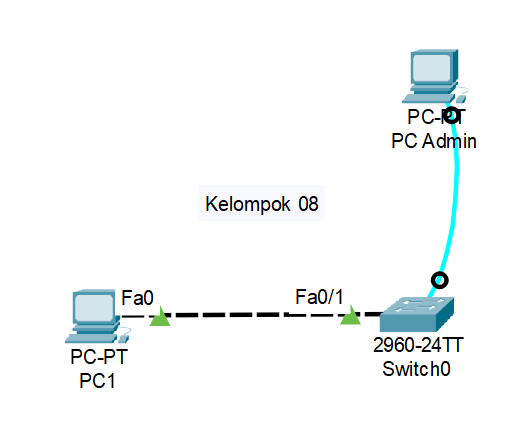 PC-PT
PC Admin
Kelompok 08
Fa0
Fa0/1
PC-PT
PC1
2960-24TT
Switch0